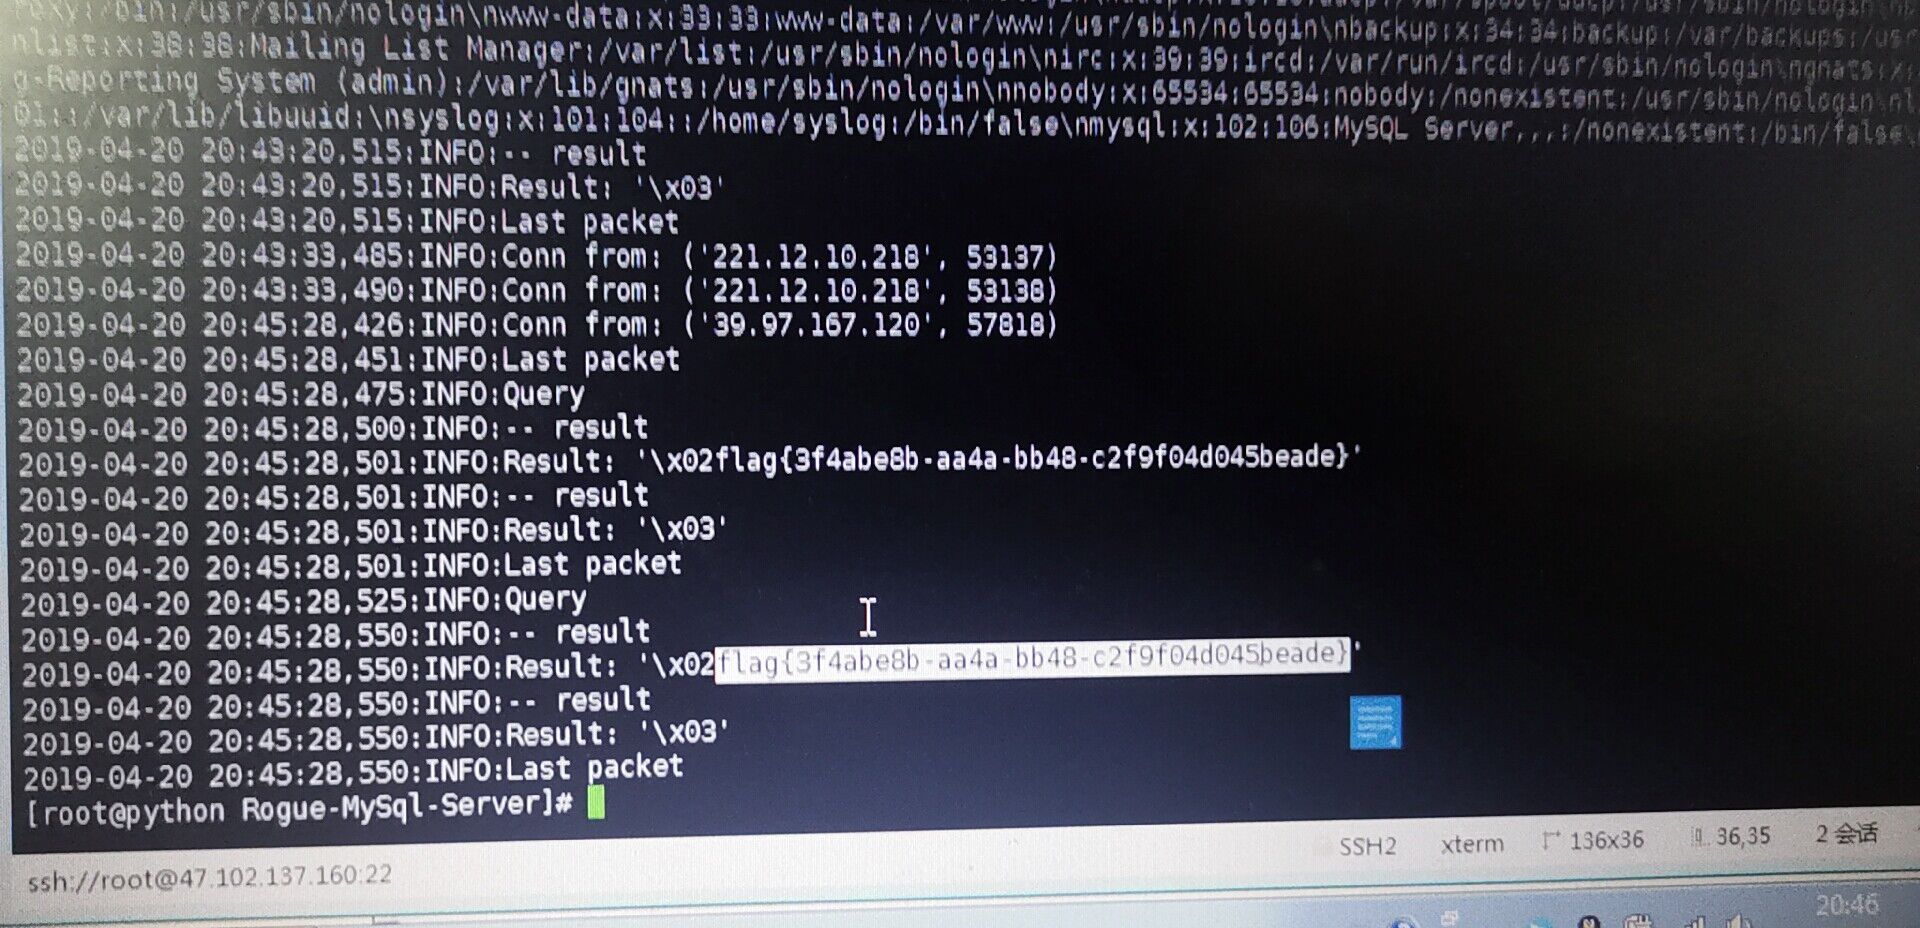 roxy:/bin:/usr/sbin/nologin\nwww-data:x:33:33:www-data:/var/www:/usr/sbin/nologin\nbackup:x:34:34:backup:/var/backups:/usr
nlist:x:38:38:Mailing List Manager:/var/list:/usr/sbin/nologin\nirc:x:39:39:ircd:/var/run/ircd:/usr/sbin/nologin\ngnats:x:
g-Reporting System (admin):/var/lib/gnats:/usr/sbin/nologin\nnobody:x:65534:65534:nobody:/nonexistent:/usr/sbin/nologin\nl
01::/var/lib/libuuid:\nsyslog:x:101:104::/home/syslog:/bin/false\nmysql:x:102:106:MySQL Server,,,:/nonexistent:/bin/false\
2019-04-20 20:43:20,515:INFO:-- result
2019-04-20 20:43:20,515:INFO:Result: '\x03'
2019-04-20 20:43:20,515:INFO:Last packet
2019-04-20 20:43:33,485:INFO:Conn from: ('221.12.10.218', 53137)
2019-04-20 20:43:33,490:INFO:Conn from: ('221.12.10.218', 53138)
2019-04-20 20:45:28,426:INFO:Conn from: ('39.97.167.120', 57818)
2019-04-20 20:45:28,451:INFO:Last packet
2019-04-20 20:45:28,475:INFO:Query
2019-04-20 20:45:28,500:INFO:-- result
2019-04-20 20:45:28,501:INFO:Result: '\x02flag{3f4abe8b-aa4a-bb48-c2f9f04d045beade}'
2019-04-20 20:45:28,501:INFO:-- result
2019-04-20 20:45:28,501:INFO:Result: '\x03'
2019-04-20 20:45:28,501:INFO:Last packet
2019-04-20 20:45:28,525:INFO:Query
2019-04-20 20:45:28,550:INFO:-- result
2019-04-20 20:45:28,550:INFO:Result: '\x02flag{3f4abe8b-aa4a-bb48-c2f9f04d045beade}'
2019-04-20 20:45:28,550:INFO:-- result
2019-04-20 20:45:28,550:INFO:Result: '\x03'
2019-04-20 20:45:28,550:INFO:Last packet
[root@python Rogue-MySql-Server]#
ssh://root@47.102.137.160:22 SSH2 xterm 136x36 36,35 2 会话
20:46